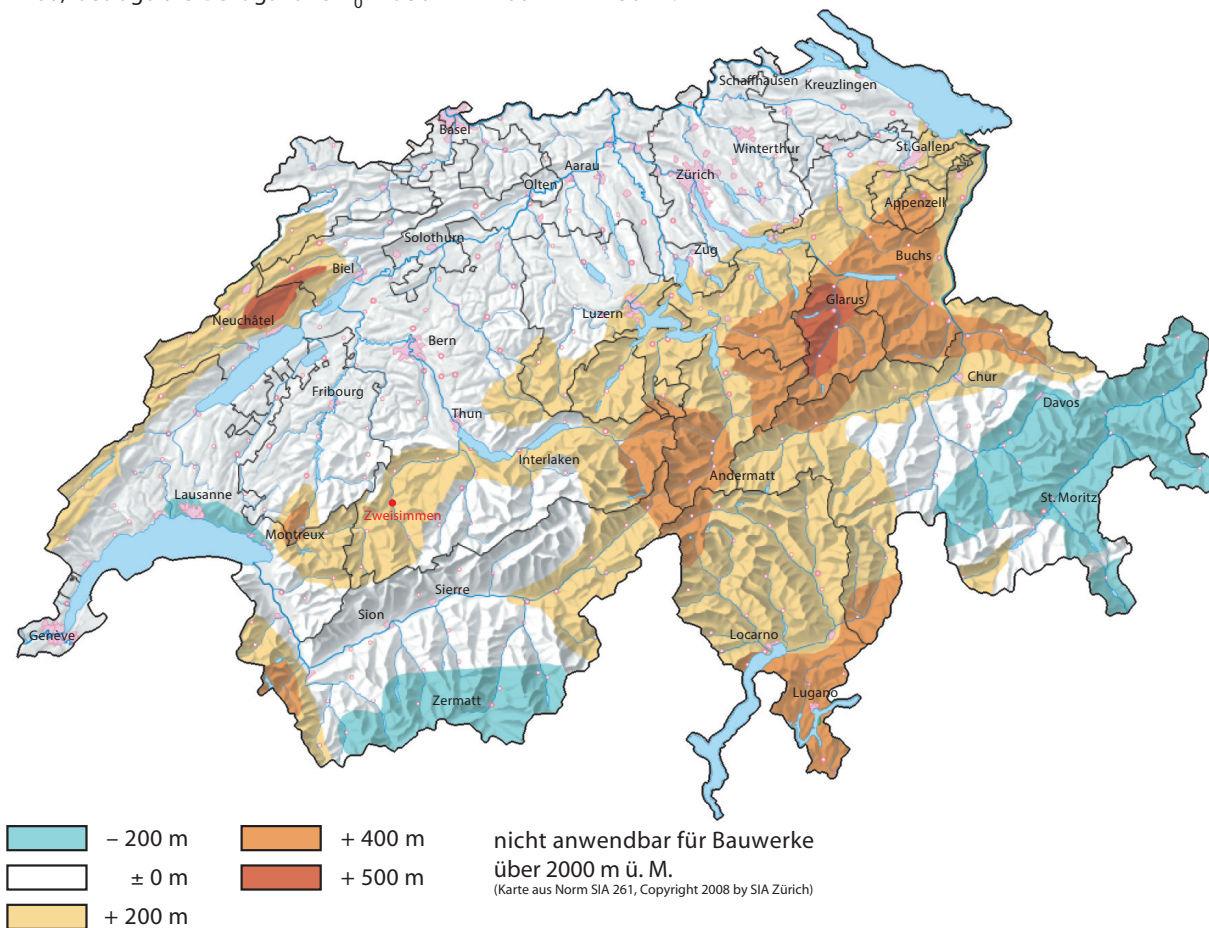 Schaffhausen
Kreuzlingen
Basel
Winterthur
St.Gallen
Aarau
Zürich
Olten
Appenzell
Solothurn
Zug
Buchs
Biel
Glarus
Neuchâtel
Luzern
Bern
Chur
Fribourg
Davos
Thun
Interlaken
Andermatt
Lausanne
St. Moritz
Zweisimmen
Montreux
Sierre
Sion
Genève
Locarno
Zermatt
Lugano
– 200 m
+ 400 m
nicht anwendbar für Bauwerke
± 0 m
+ 500 m
über 2000 m ü. M.
(Karte aus Norm SIA 261, Copyright 2008 by SIA Zürich)
+ 200 m